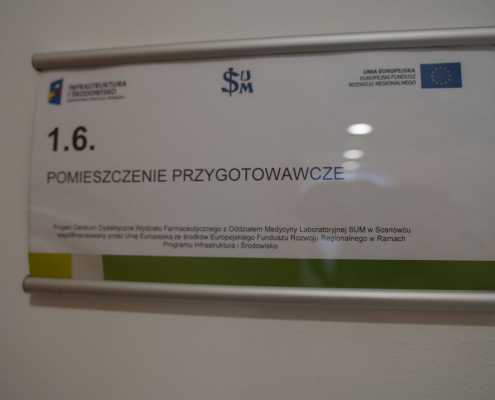 INFRASTRUKTURA
I ŚRODOWISKO
SUM
UNIA EUROPEJSKA
EUROPEJSKI FUNDUSZ
ROZWOJU REGIONALNEGO
1.6.
POMIESZCZENIE PRZYGOTOWAWCZE
Projekt Centrum Dydaktyczne Wydziału Farmaceutycznego z Oddziałem Medycyny Laboratoryjnej SUM w Sosnowcu
współfinansowany przez Unię Europejską ze środków Europejskiego Funduszu Rozwoju Regionalnego w Ramach
Programu Infrastruktura i Środowisko